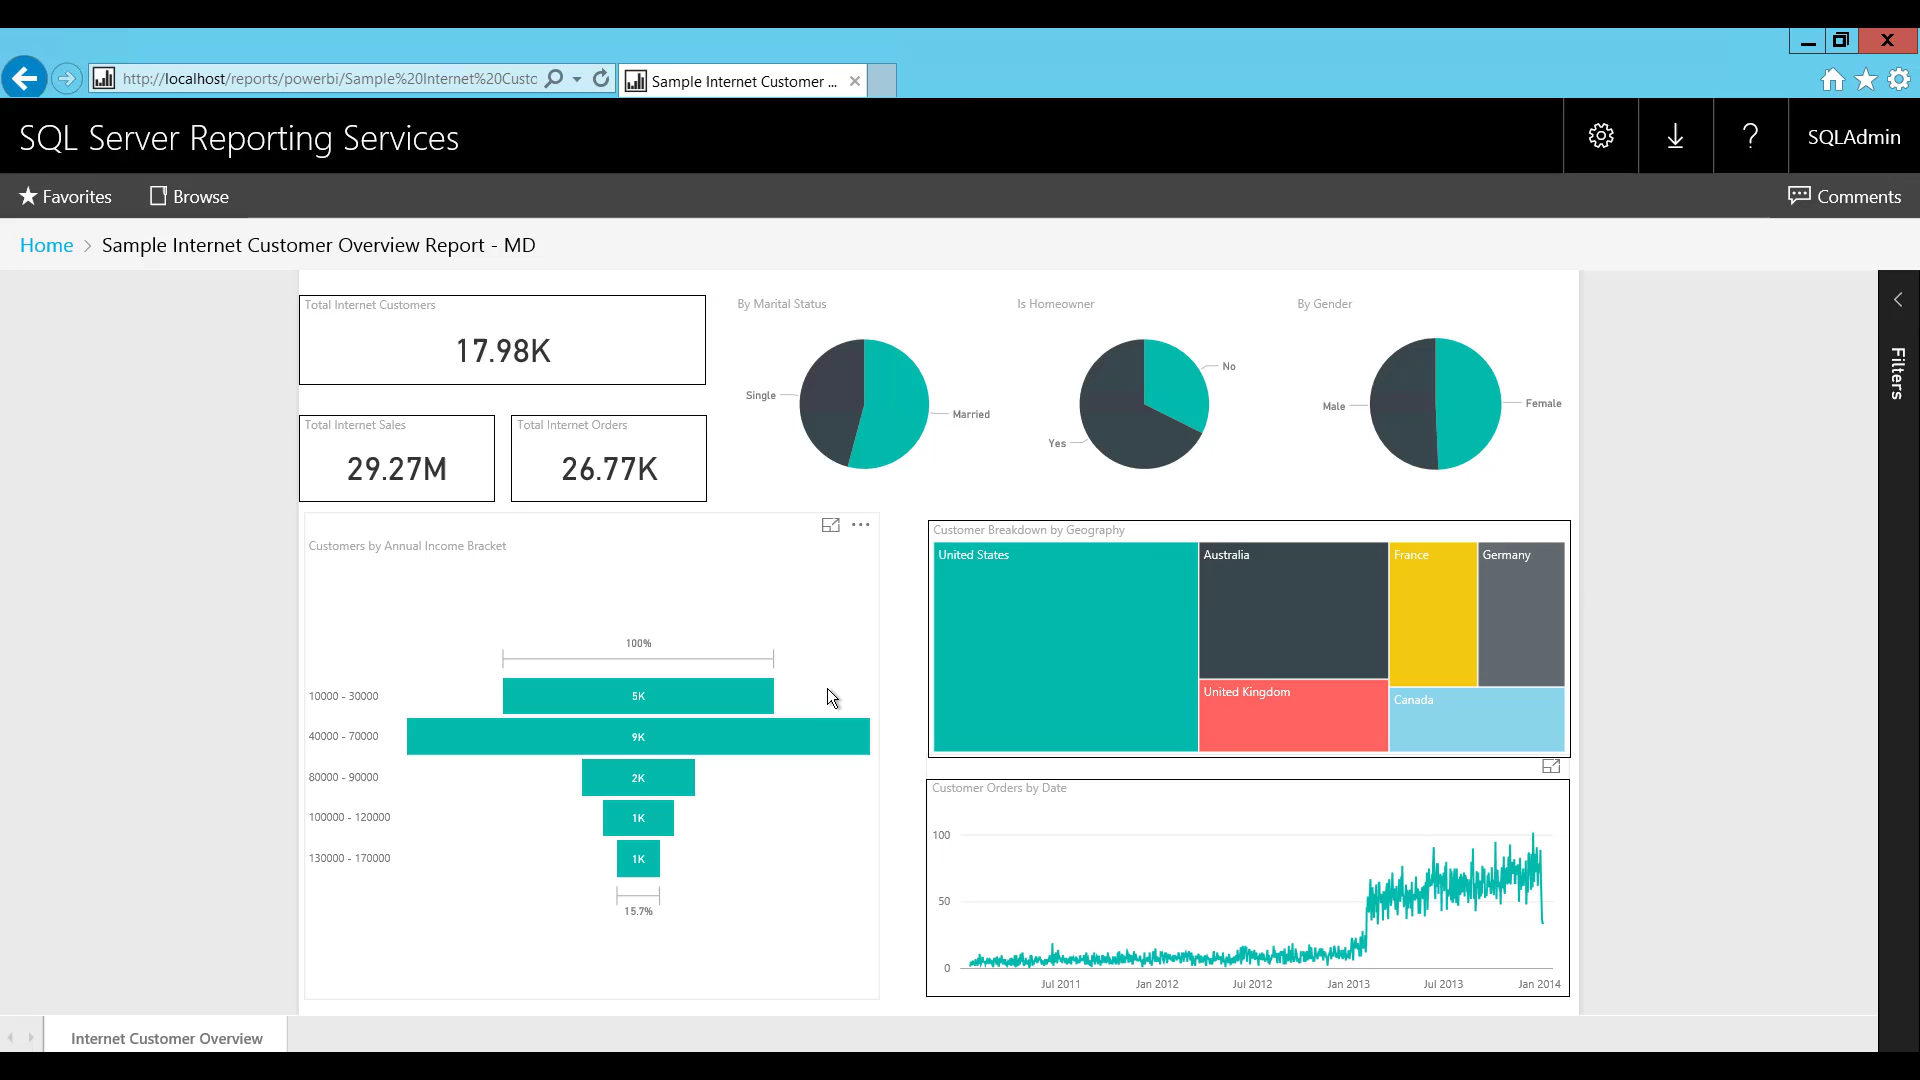 http://localhost/reports/powerbi/Sample%20Internet%20Custo
Sample Internet Customer ...
SQL Server Reporting Services
SQLAdmin
Favorites
Browse
Comments
Home > Sample Internet Customer Overview Report - MD
Filters
Total Internet Customers
17.98K
Total Internet Sales
29.27M
Total Internet Orders
26.77K
By Marital Status
Single
Married
Is Homeowner
No
Yes
By Gender
Male
Female
Customers by Annual Income Bracket
100%
10000 - 30000 5K
40000 - 70000 9K
80000 - 90000 2K
100000 - 120000 1K
130000 - 170000 1K
15.7%
Customer Breakdown by Geography
United States
Australia
France
Germany
United Kingdom
Canada
Customer Orders by Date
100
50
0
Jul 2011 Jan 2012 Jul 2012 Jan 2013 Jul 2013 Jan 2014
Internet Customer Overview